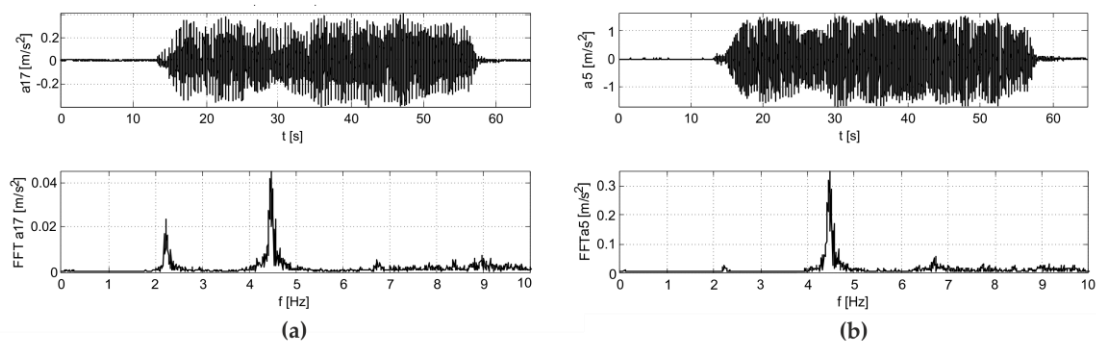 0.2
0
-0.2
a17 [m/s²]
0 10 20 30 40 50 60
t [s]
1
0
-1
a5 [m/s²]
0 10 20 30 40 50 60
t [s]
0.04
0.02
0
FFT a17 [m/s²]
0 1 2 3 4 5 6 7 8 9 10
f [Hz]
(a)
0.3
0.2
0.1
0
FFTa5 [m/s²]
0 1 2 3 4 5 6 7 8 9 10
f [Hz]
(b)